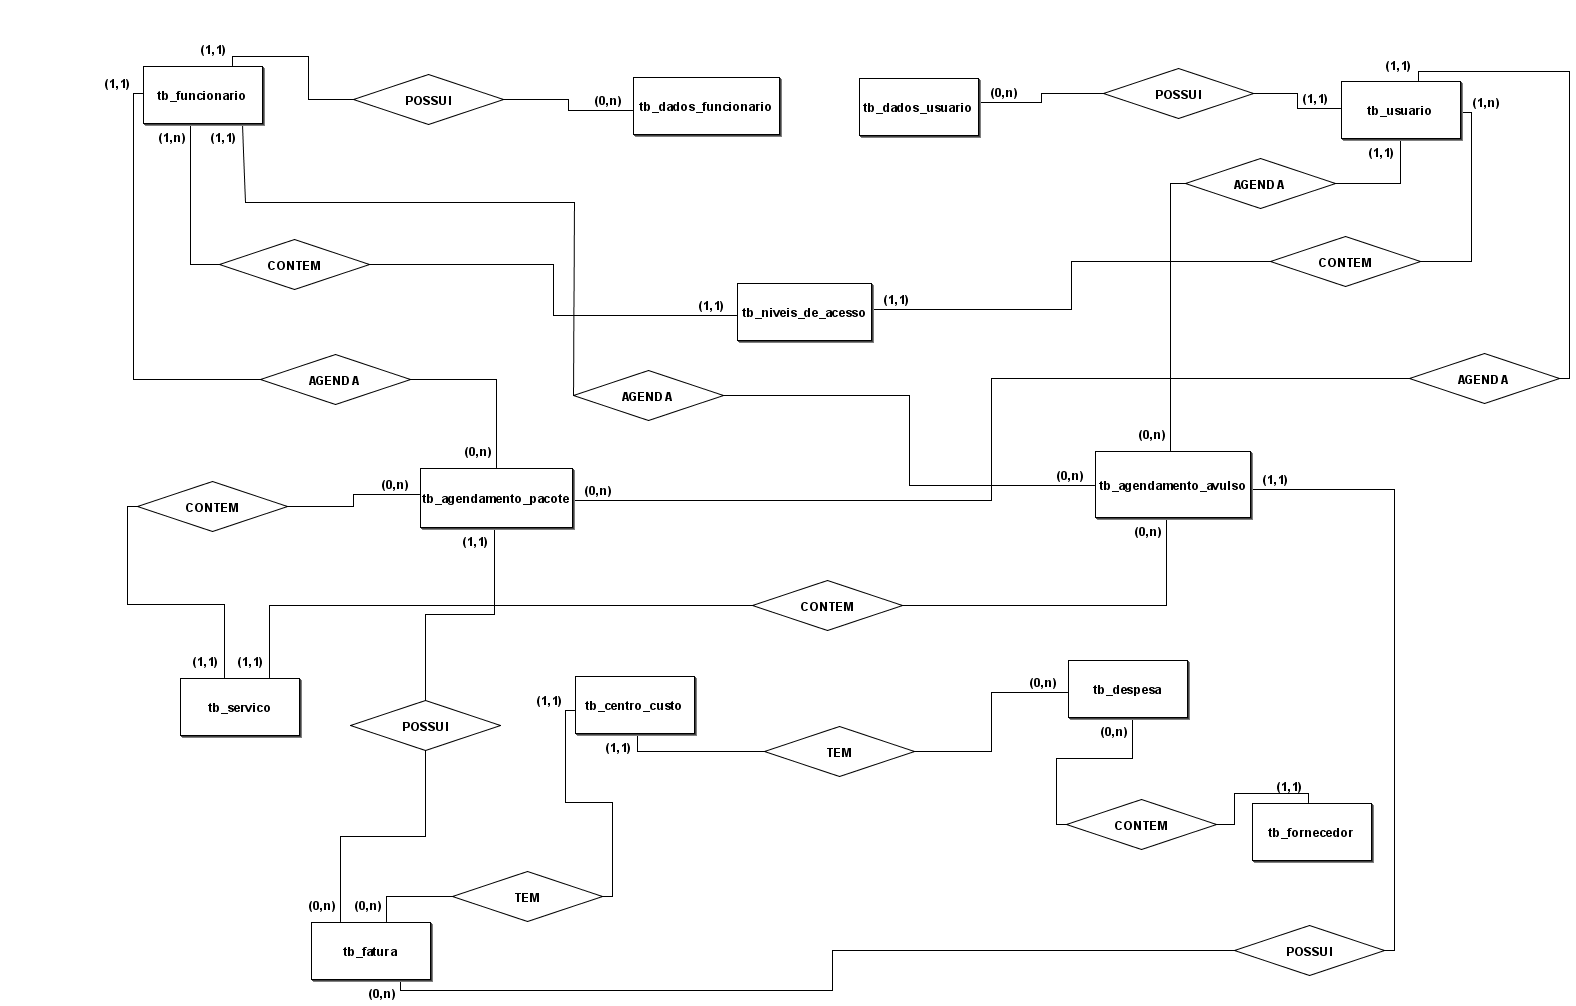 (1,1)
(1,1)
tb_funcionario
POSSUI
(0,n)
tb_dados_funcionario
tb_dados_usuario
(0,n)
POSSUI
(1,1)
(1,1)
tb_usuario
(1,n)
(1,n)
(1,1)
(1,1)
AGENDA
CONTEM
CONTEM
(1,1)
tb_niveis_de_acesso
(1,1)
AGENDA
AGENDA
AGENDA
(0,n)
(0,n)
CONTEM
(0,n)
tb_agendamento_pacote
(0,n)
(0,n)
tb_agendamento_avulso
(1,1)
(1,1)
(0,n)
CONTEM
(1,1)
(1,1)
tb_servico
POSSUI
(1,1)
tb_centro_custo
(1,1)
TEM
(0,n)
tb_despesa
(0,n)
CONTEM
(1,1)
tb_fornecedor
TEM
(0,n)
(0,n)
tb_fatura
(0,n)
POSSUI